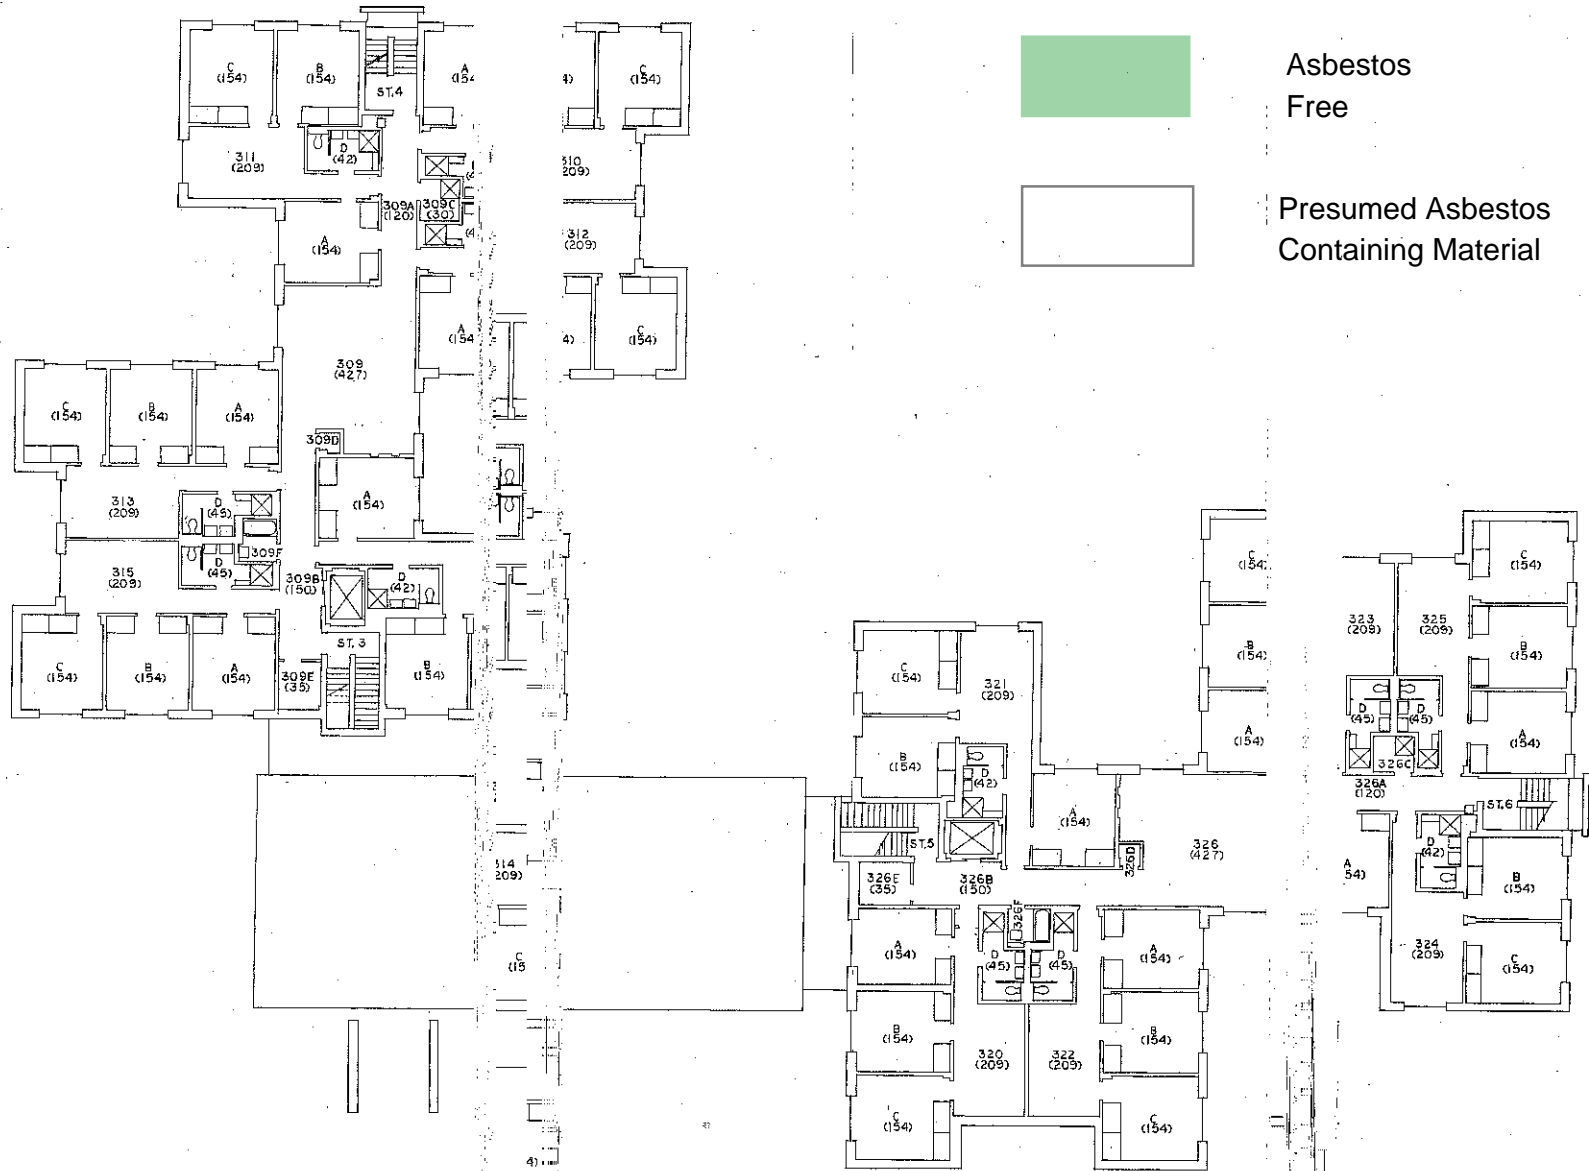 Asbestos
Free
Presumed Asbestos
Containing Material
C
(154)
B
(154)
ST.4
A
C
(154)
311
(209)
D
(42)
310
(209)
309A
(120)
309C
(30)
312
(209)
A
(154)
A
(154
C
(154)
309
(427)
C
(154)
B
(154)
A
(154)
309D
A
(154)
313
(209)
D
(45)
309F
D
(45)
315
(209)
309B
(150)
D
(42)
ST.3
C
(154)
B
(154)
A
(154)
309E
(35)
B
(154)
C
(154)
321
(209)
B
(154)
D
(42)
A
(154)
ST.5
326D
326
(427)
326E
(35)
326B
(150)
326F
A
(154)
D
(45)
D
(45)
A
(154)
B
(154)
320
(209)
322
(209)
B
(154)
C
(154)
C
(154)
C
(154)
B
(154)
A
(154)
323
(209)
325
(209)
C
(154)
B
(154)
D
(45)
D
(45)
A
(154)
326C
326A
(120)
ST.6
D
(42)
A
54)
B
(154)
324
(209)
C
(154)
314
209)
C
(15